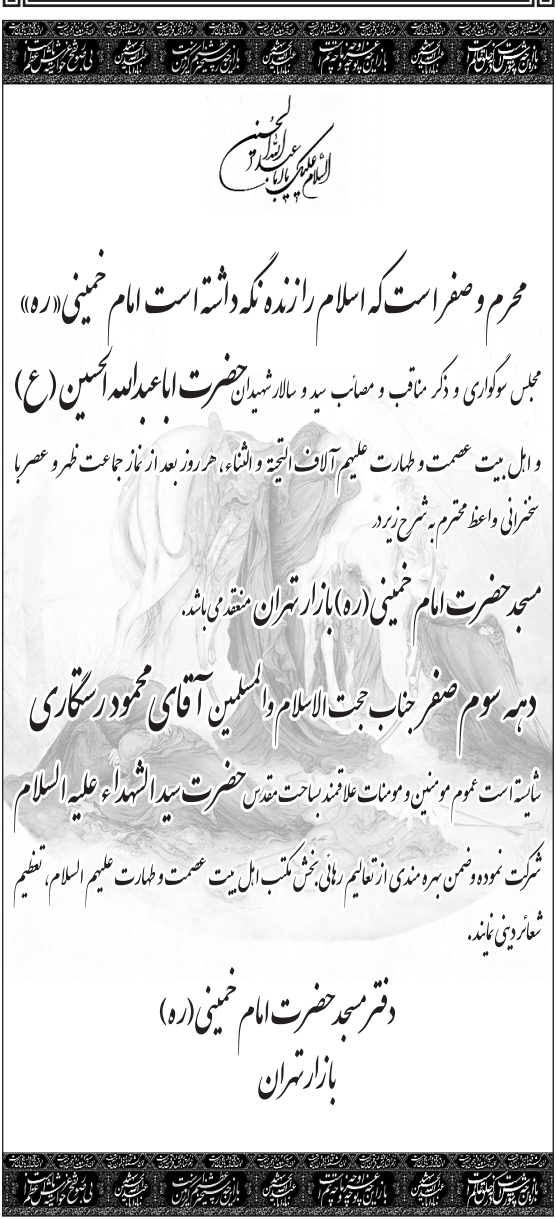 السلام علیک یا ابا عبدالله الحسین
محرم و صفر است که اسلام را زنده نگه داشته است امام خمینی«ره»
مجلس سوگواری و ذکر مناقب و مصائب سید و سالار شهیدان حضرت اباعبدالله الحسین (ع)
و اهل بیت عصمت و طهارت علیهم آلاف التحیة و الثناء، هر روز بعد از نماز جماعت ظهر و عصر با
سخنرانی واعظ محترم به شرح زیر در
مسجد حضرت امام خمینی(ره) بازار تهران منعقد می باشد.
دهه سوم صفر جناب حجت الاسلام والمسلمین آقای محمود رستگاری
شایسته است عموم مومنین و مومنات علاقمند بساحت مقدس حضرت سید الشهداء علیه السلام
شرکت نموده و ضمن بهره مندی از تعالیم رهائی بخش مکتب اهل بیت عصمت و طهارت علیهم السلام، تعظیم
شعائر دینی نمایند.
دفتر مسجد حضرت امام خمینی(ره)
بازار تهران